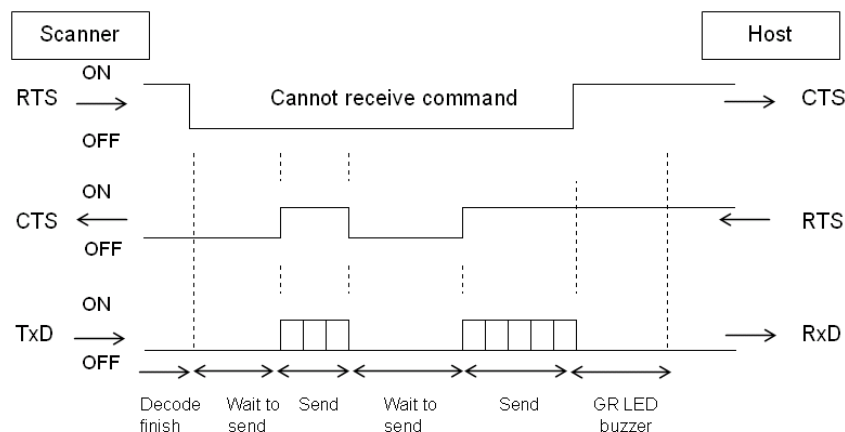 Scanner Host
ON
RTS Cannot receive command CTS
OFF
ON
CTS RTS
OFF
ON
TxD RxD
OFF
Decode Wait to Send Wait to Send GR LED
finish send send buzzer